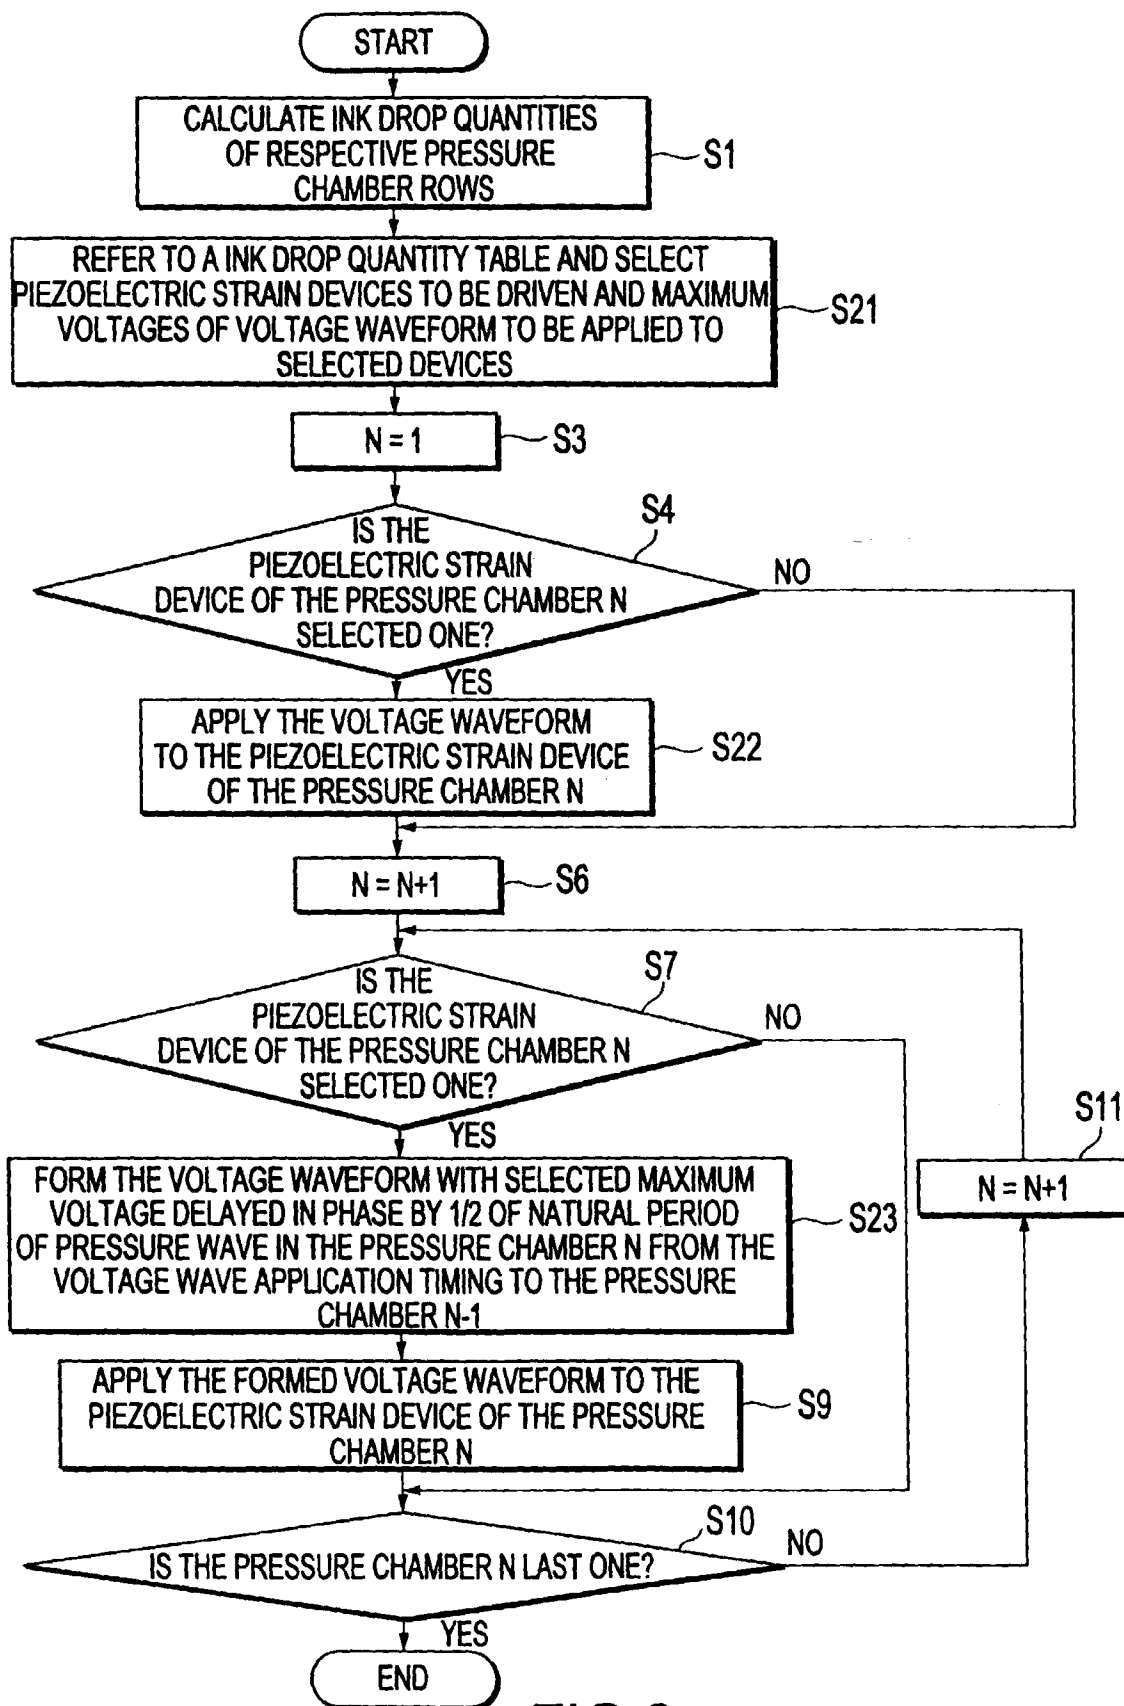 START
CALCULATE INK DROP QUANTITIES
OF RESPECTIVE PRESSURE
CHAMBER ROWS
S1
REFER TO A INK DROP QUANTITY TABLE AND SELECT
PIEZOELECTRIC STRAIN DEVICES TO BE DRIVEN AND MAXIMUM
VOLTAGES OF VOLTAGE WAVEFORM TO BE APPLIED TO
SELECTED DEVICES
S21
N = 1
S3
IS THE
PIEZOELECTRIC STRAIN
DEVICE OF THE PRESSURE CHAMBER N
SELECTED ONE?
S4
NO
YES
APPLY THE VOLTAGE WAVEFORM
TO THE PIEZOELECTRIC STRAIN DEVICE
OF THE PRESSURE CHAMBER N
S22
N = N+1
S6
IS THE
PIEZOELECTRIC STRAIN
DEVICE OF THE PRESSURE CHAMBER N
SELECTED ONE?
S7
NO
YES
FORM THE VOLTAGE WAVEFORM WITH SELECTED MAXIMUM
VOLTAGE DELAYED IN PHASE BY 1/2 OF NATURAL PERIOD
OF PRESSURE WAVE IN THE PRESSURE CHAMBER N FROM THE
VOLTAGE WAVE APPLICATION TIMING TO THE PRESSURE
CHAMBER N-1
S23
S11
N = N+1
APPLY THE FORMED VOLTAGE WAVEFORM TO THE
PIEZOELECTRIC STRAIN DEVICE OF THE PRESSURE
CHAMBER N
S9
IS THE PRESSURE CHAMBER N LAST ONE?
S10
NO
YES
END